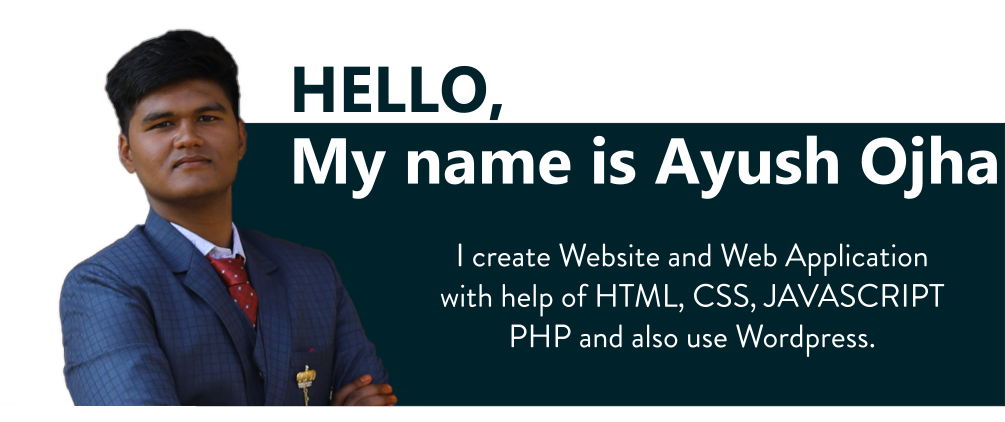 HELLO,
My name is Ayush Ojha
I create Website and Web Application
with help of HTML, CSS, JAVASCRIPT
PHP and also use Wordpress.